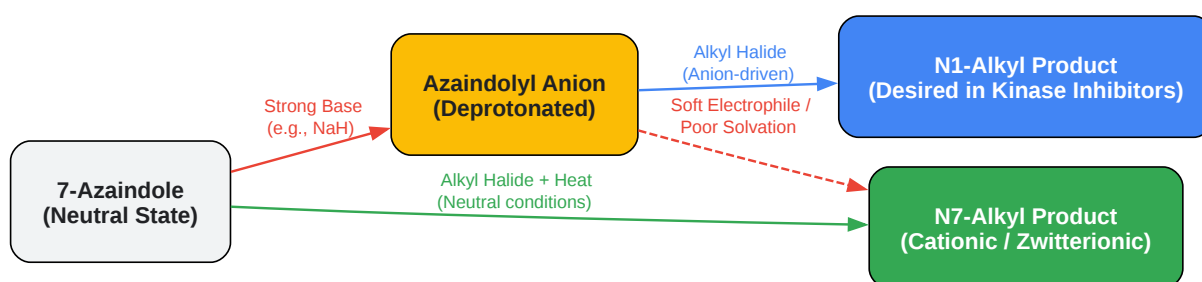 7-Azaindole
(Neutral State)
Strong Base
(e.g., NaH)
Azaindolyl Anion
(Deprotonated)
Alkyl Halide
(Anion-driven)
Soft Electrophile /
Poor Solvation
Alkyl Halide + Heat
(Neutral conditions)
N1-Alkyl Product
(Desired in Kinase Inhibitors)
N7-Alkyl Product
(Cationic / Zwitterionic)